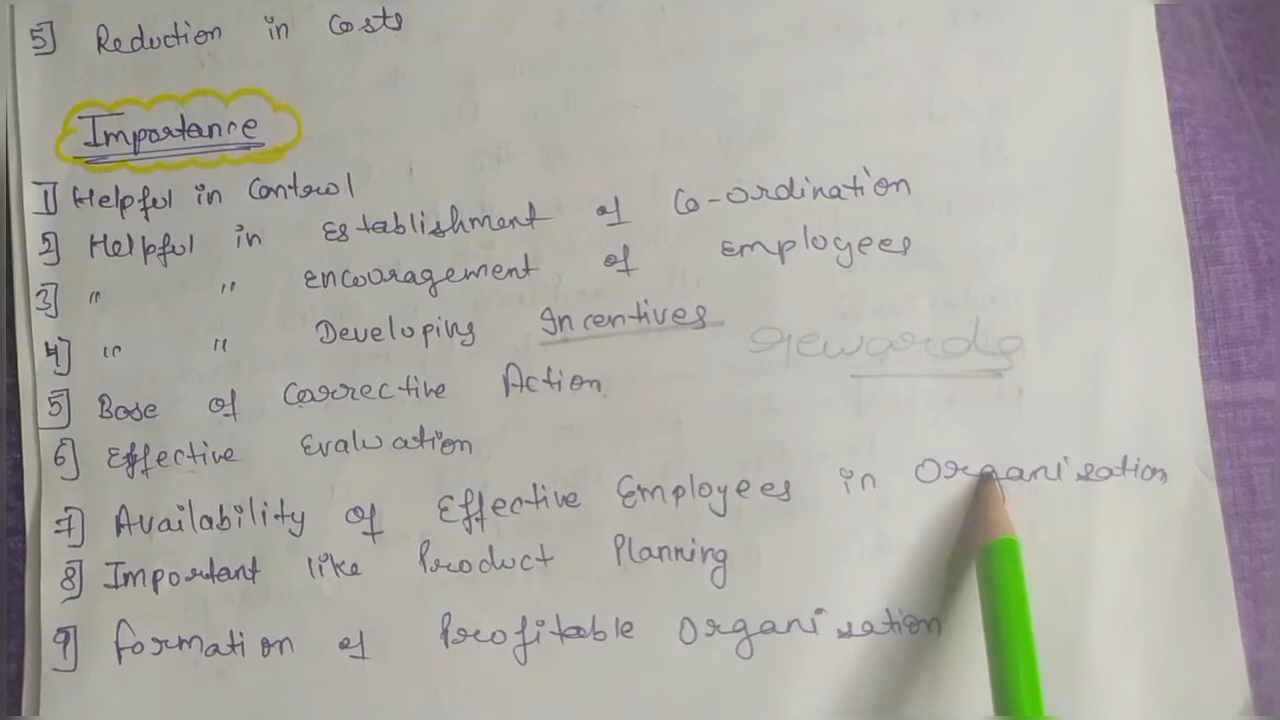 5] Reduction in Costs
Importance
1] Helpful in Control
2] Helpful in Establishment of Co-ordination
3] " " encouragement of Employees
4] " " Developing Incentives rewards
5] Base of Corrective Action
6] Effective Evaluation
7] Availability of Effective Employees in Organisation
8] Important like Product Planning
9] formation of Profitable Organisation